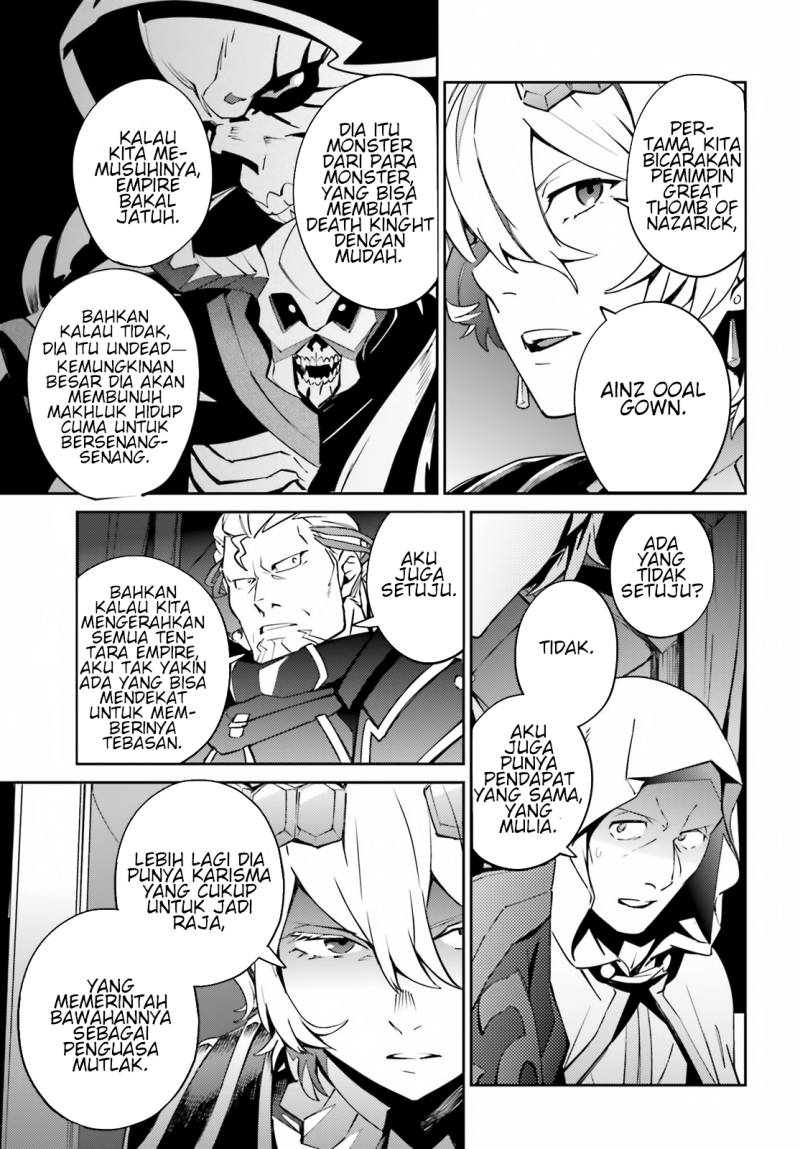 PER-
TAMA, KITA
BICARAKAN
PEMIMPIN
GREAT
THOMB OF
NAZARICK,
AINZ OOAL
GOWN.
DIA ITU
MONSTER
DARI PARA
MONSTER,
YANG BISA
MEMBUAT
DEATH KINGHT
DENGAN
MUDAH.
KALAU
KITA ME-
MUSUHINYA,
EMPIRE
BAKAL
JATUH.
BAHKAN
KALAU TIDAK,
DIA ITU UNDEAD—
KEMUNGKINAN
BESAR DIA AKAN
MEMBUNUH
MAKHLUK HIDUP
CUMA UNTUK
BERSENANG-
SENANG.
ADA
YANG
TIDAK
SETUJU?
TIDAK.
AKU
JUGA
PUNYA
PENDAPAT
YANG SAMA,
YANG
MULIA.
AKU
JUGA
SETUJU.
BAHKAN
KALAU KITA
MENGERAHKAN
SEMUA TEN-
TARA EMPIRE,
AKU TAK YAKIN
ADA YANG BISA
MENDEKAT
UNTUK MEM-
BERINYA
TEBASAN.
LEBIH LAGI DIA
PUNYA KARISMA
YANG CUKUP
UNTUK JADI
RAJA,
YANG
MEMERINTAH
BAWAHANNYA
SEBAGAI
PENGUASA
MUTLAK.